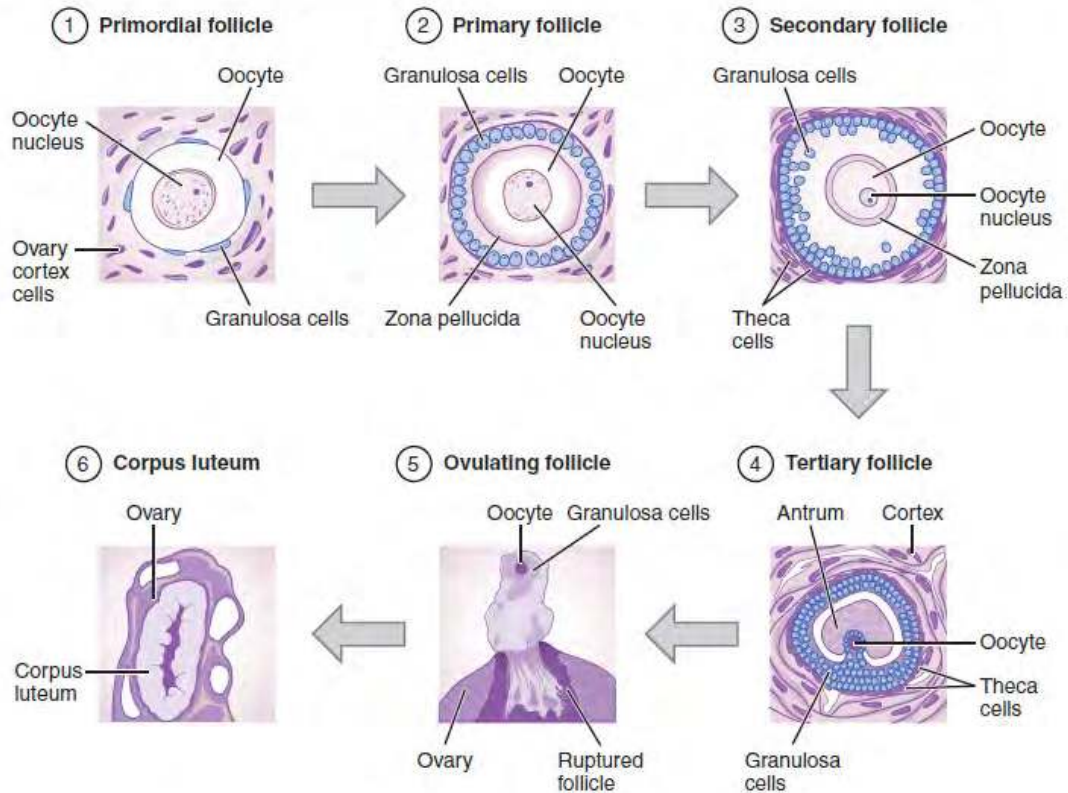 1 Primordial follicle
Oocyte
Oocyte
nucleus
Ovary
cortex
cells
Granulosa cells
2 Primary follicle
Granulosa cells
Oocyte
Zona pellucida
Oocyte
nucleus
3 Secondary follicle
Granulosa cells
Oocyte
Oocyte
nucleus
Zona
pellucida
Theca
cells
6 Corpus luteum
Ovary
Corpus
luteum
5 Ovulating follicle
Oocyte
Granulosa cells
Ovary
Ruptured
follicle
4 Tertiary follicle
Antrum
Cortex
Oocyte
Theca
cells
Granulosa
cells